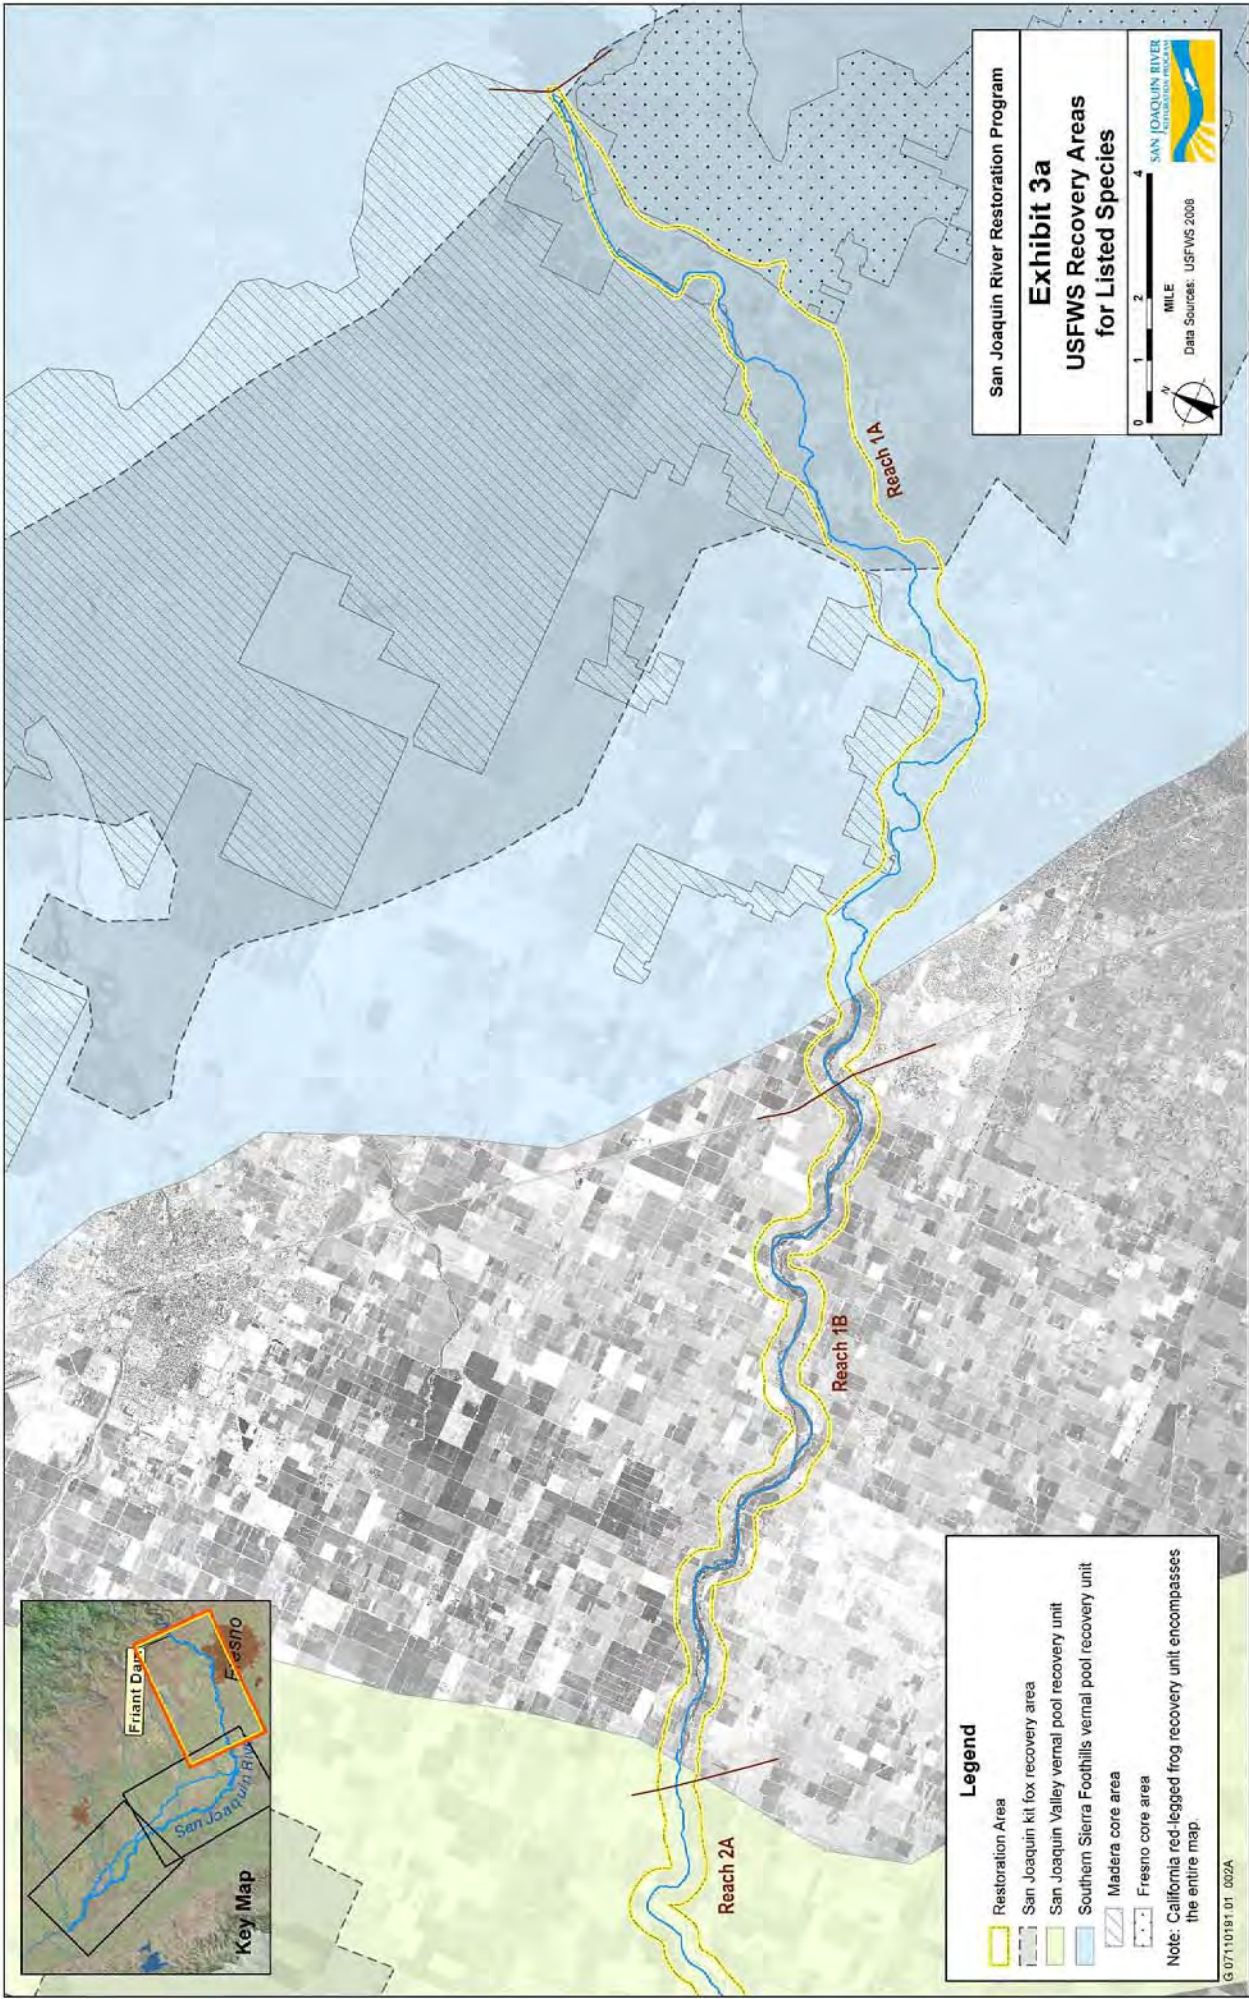 Friant Dam
Fresno
San Joaquin River
Key Map
Reach 2A
Reach 1B
Reach 1A
Legend
Restoration Area
San Joaquin kit fox recovery area
San Joaquin Valley vernal pool recovery unit
Southern Sierra Foothills vernal pool recovery unit
Madera core area
Fresno core area
Note: California red-legged frog recovery unit encompasses
the entire map.
G 07110191.01 002A
San Joaquin River Restoration Program
Exhibit 3a
USFWS Recovery Areas
for Listed Species
0 1 2 4
MILE
N
Data Sources: USFWS 2008
SAN JOAQUIN RIVER
RESTORATION PROGRAM